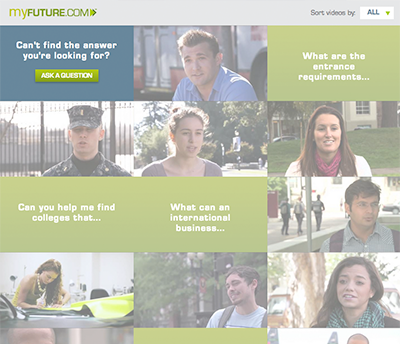 myFUTURE.COM
Sort videos by: ALL
Can't find the answer
you're looking for?
ASK A QUESTION
What are the
entrance
requirements...
Can you help me find
colleges that...
What can an
international
business...